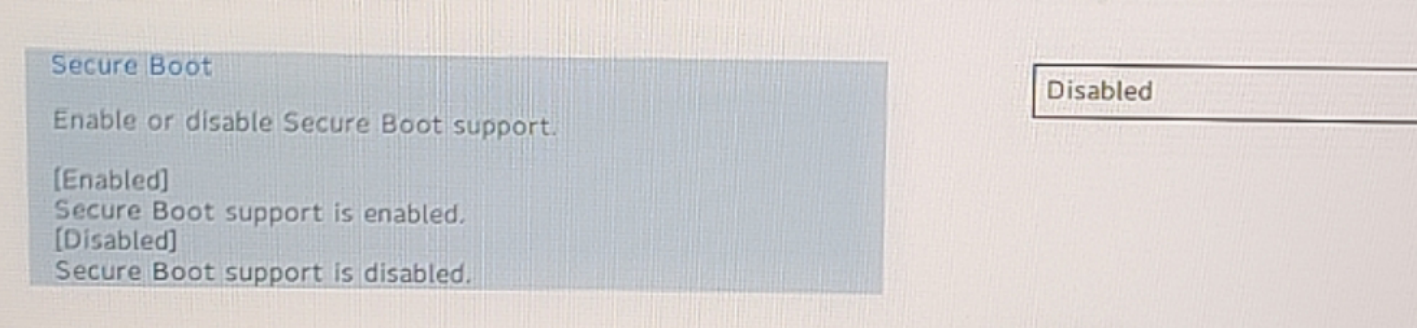 Secure Boot
Disabled
Enable or disable Secure Boot support.
[Enabled]
Secure Boot support is enabled.
[Disabled]
Secure Boot support is disabled.